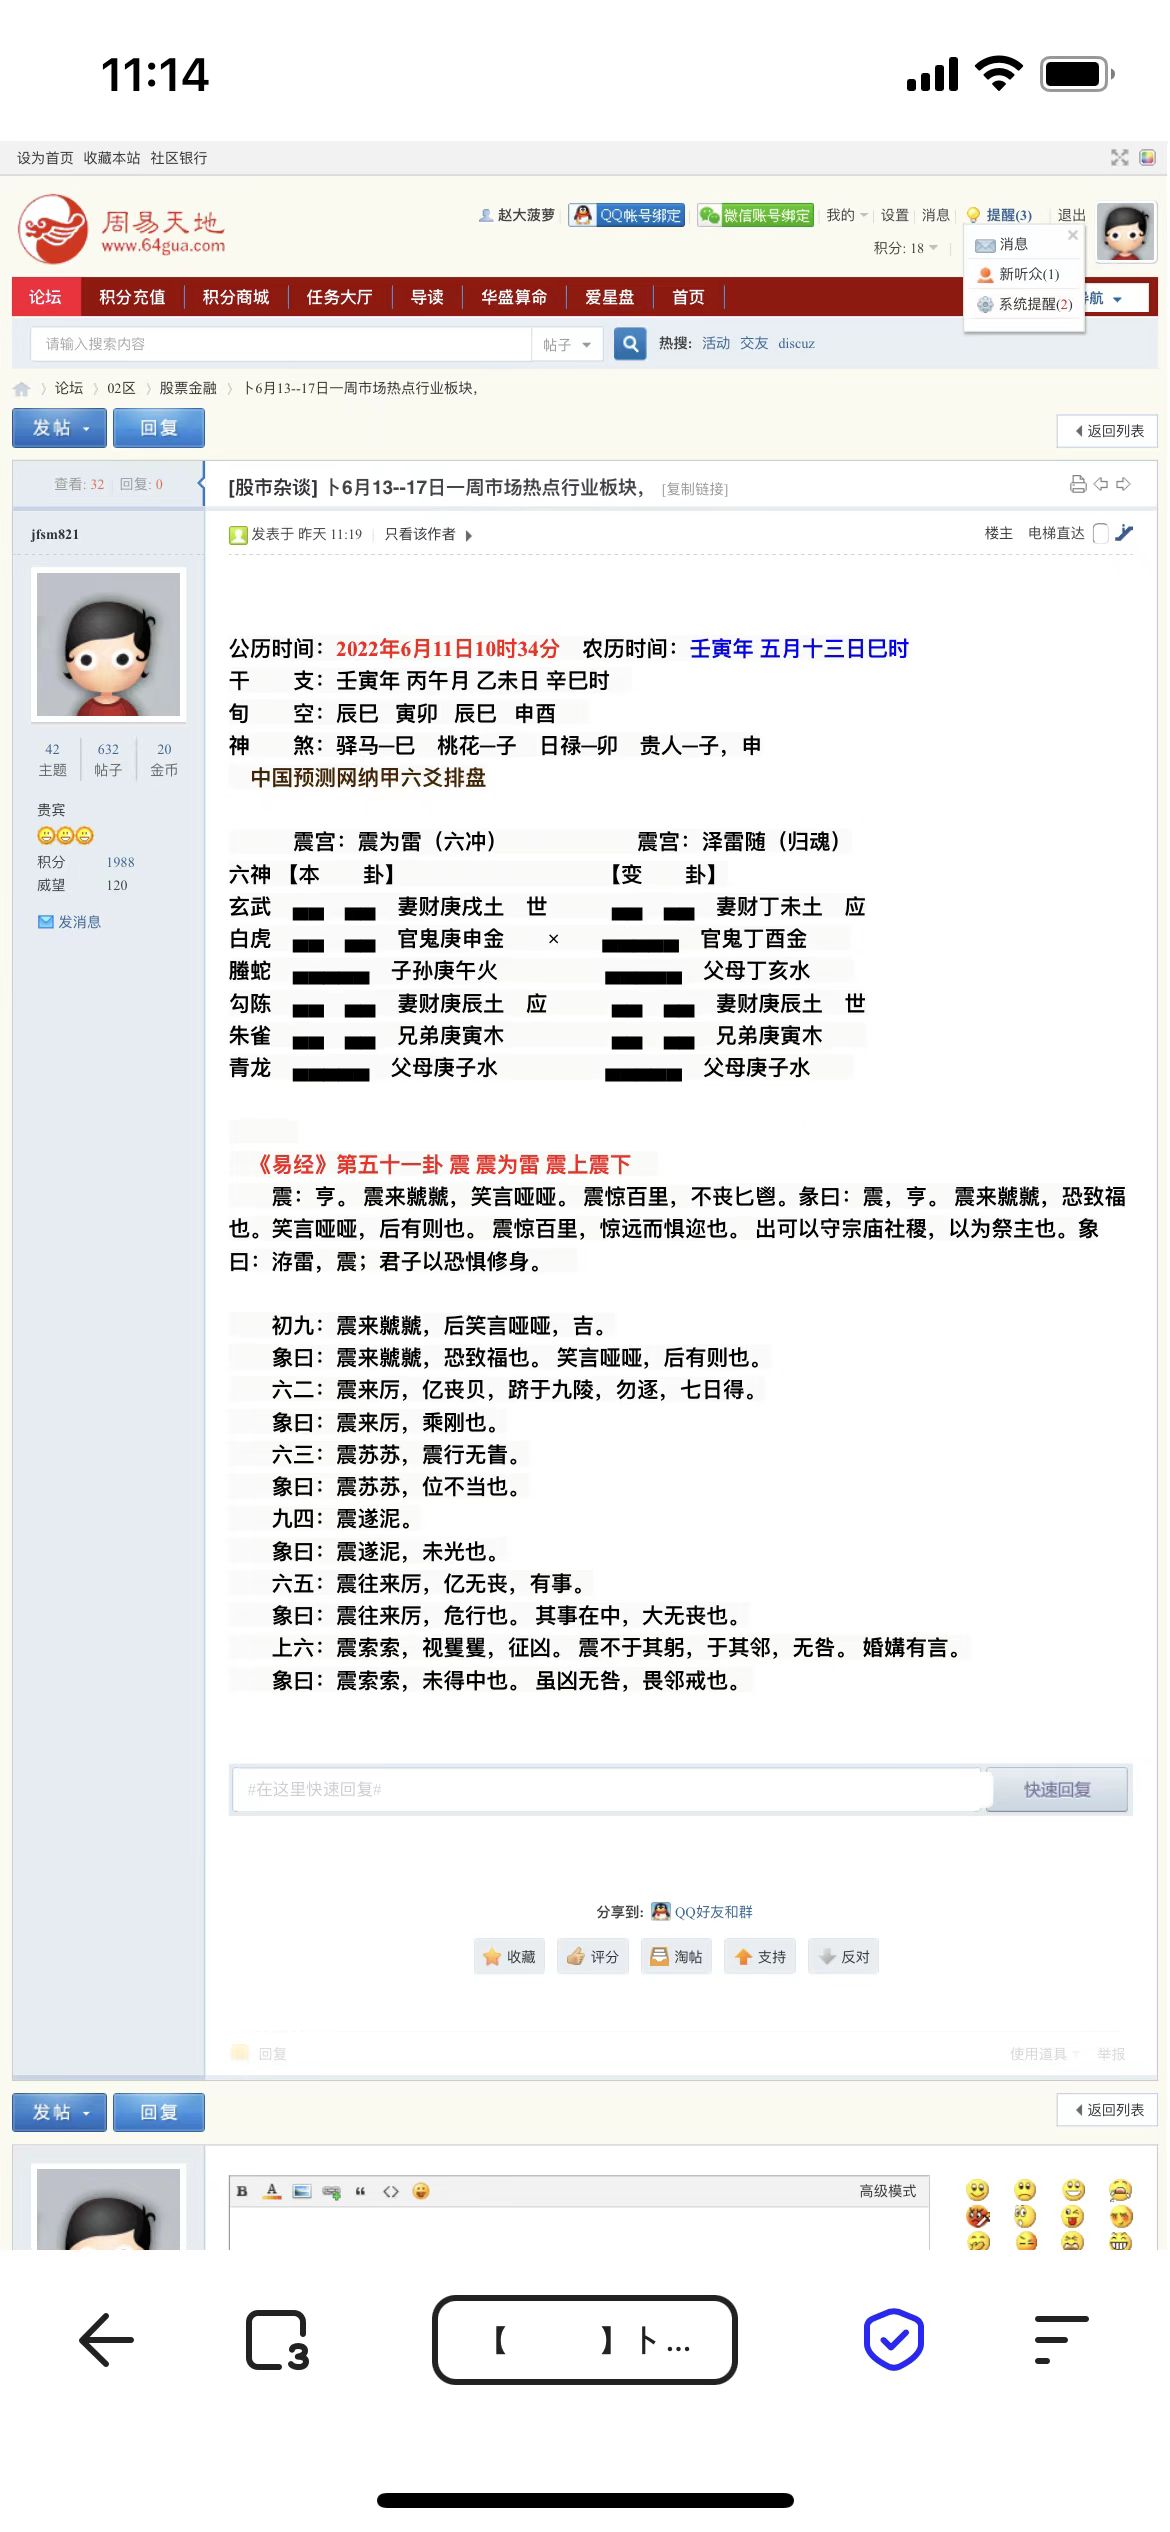 11:14
设为首页 收藏本站 社区银行
周易天地
www.64gua.com
赵大菠萝 QQ帐号绑定 微信账号绑定 我的 设置 消息 提醒(3) 退出
积分: 18
消息
新听众(1)
系统提醒(2)
论坛 积分充值 积分商城 任务大厅 导读 华盛算命 爱星盘 首页 导航
请输入搜索内容 帖子 热搜: 活动 交友 discuz
论坛 02区 股票金融 卜6月13--17日一周市场热点行业板块,
发帖 回复 返回列表
查看: 32 回复: 0
[股市杂谈] 卜6月13--17日一周市场热点行业板块, [复制链接]
jfsm821
发表于 昨天 11:19 只看该作者 楼主 电梯直达
42 632 20
主题 帖子 金币
贵宾
积分 1988
威望 120
发消息
公历时间：2022年6月11日10时34分 农历时间：壬寅年 五月十三日巳时
干 支：壬寅年 丙午月 乙未日 辛巳时
旬 空：辰巳 寅卯 辰巳 申酉
神 煞：驿马─巳 桃花─子 日禄─卯 贵人─子，申
中国预测网纳甲六爻排盘
震宫：震为雷（六冲） 震宫：泽雷随（归魂）
六神 【本 卦】 【变 卦】
玄武 妻财庚戌土 世 妻财丁未土 应
白虎 官鬼庚申金 × 官鬼丁酉金
螣蛇 子孙庚午火 父母丁亥水
勾陈 妻财庚辰土 应 妻财庚辰土 世
朱雀 兄弟庚寅木 兄弟庚寅木
青龙 父母庚子水 父母庚子水
《易经》第五十一卦 震 震为雷 震上震下
震：亨。 震来虩虩，笑言哑哑。 震惊百里，不丧匕鬯。彖曰：震，亨。 震来虩虩，恐致福
也。笑言哑哑，后有则也。 震惊百里，惊远而惧迩也。 出可以守宗庙社稷，以为祭主也。象
曰：洊雷，震；君子以恐惧修身。
初九：震来虩虩，后笑言哑哑，吉。
象曰：震来虩虩，恐致福也。 笑言哑哑，后有则也。
六二：震来厉，亿丧贝，跻于九陵，勿逐，七日得。
象曰：震来厉，乘刚也。
六三：震苏苏，震行无眚。
象曰：震苏苏，位不当也。
九四：震遂泥。
象曰：震遂泥，未光也。
六五：震往来厉，亿无丧，有事。
象曰：震往来厉，危行也。 其事在中，大无丧也。
上六：震索索，视矍矍，征凶。 震不于其躬，于其邻，无咎。 婚媾有言。
象曰：震索索，未得中也。 虽凶无咎，畏邻戒也。
#在这里快速回复# 快速回复
分享到: QQ好友和群
收藏 评分 淘帖 支持 反对
回复 使用道具 举报
发帖 回复 返回列表
B A “ <> 高级模式
3 【 】卜...